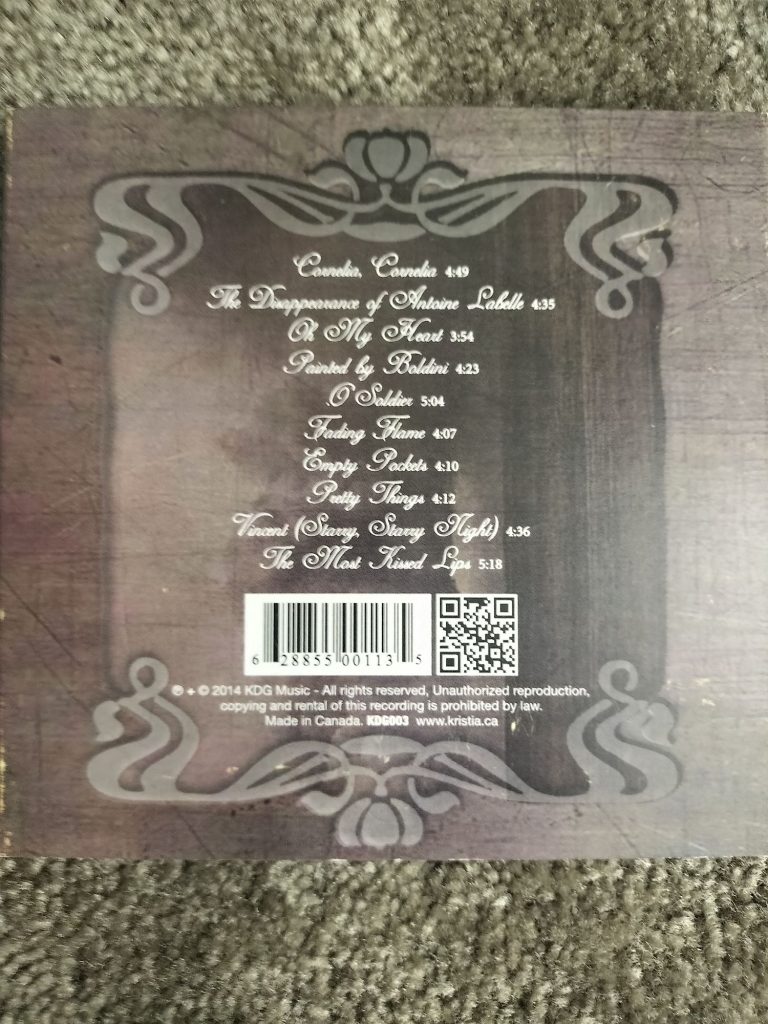 Cornelia, Cornelia 4:49
The Disappearance of Antoine Labelle 4:35
Oh My Heart 3:54
Painted by Boldini 4:23
O Soldier 5:04
Fading Flame 4:07
Empty Pockets 4:10
Pretty Things 4:12
Vincent (Starry, Starry Night) 4:36
The Most Kissed Lips 5:18
6 28855 00113 5
℗ + © 2014 KDG Music - All rights reserved, Unauthorized reproduction,
copying and rental of this recording is prohibited by law.
Made in Canada. KDG003 www.kristia.ca